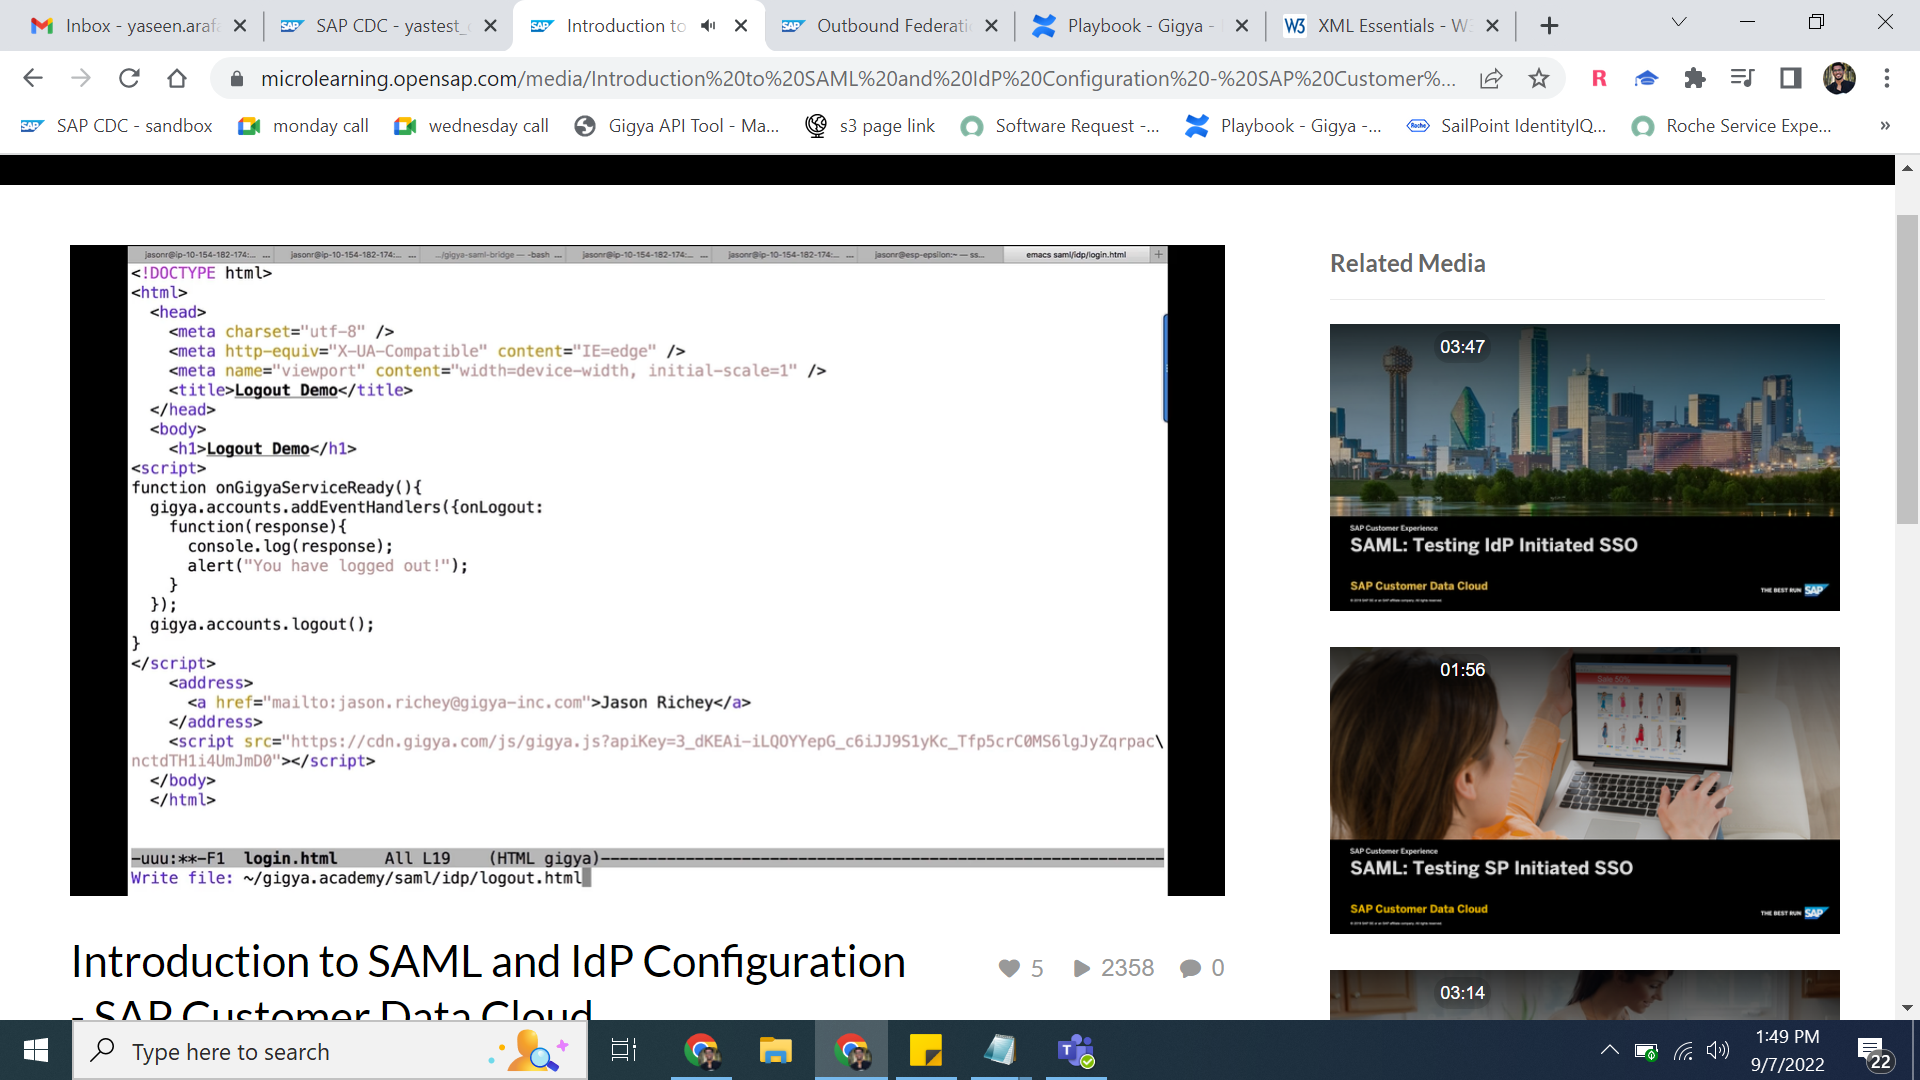 Inbox - yaseen.arafa
SAP CDC - yastest_
Introduction to
Outbound Federati
Playbook - Gigya -
W3
XML Essentials - W
microlearning.opensap.com/media/Introduction%20to%20SAML%20and%20IdP%20Configuration%20-%20SAP%20Customer%...
R
SAP CDC - sandbox
monday call
wednesday call
Gigya API Tool - Ma...
s3 page link
Software Request -...
Playbook - Gigya -...
SailPoint IdentityIQ...
Roche Service Expe...
»
jasonr@ip-10-154-182-174:... ...
jasonr@ip-10-154-182-174:... ...
.../gigya-saml-bridge — -bash ...
jasonr@ip-10-154-182-174:... ...
jasonr@ip-10-154-182-174:... ...
jasonr@esp-epsilon:~ — ss...
emacs saml/idp/login.html
+
<!DOCTYPE html>
<html>
<head>
<meta charset="utf-8" />
<meta http-equiv="X-UA-Compatible" content="IE=edge" />
<meta name="viewport" content="width=device-width, initial-scale=1" />
<title>Logout Demo</title>
</head>
<body>
<h1>Logout Demo</h1>
<script>
function onGigyaServiceReady(){
gigya.accounts.addEventHandlers({onLogout:
function(response){
console.log(response);
alert("You have logged out!");
}
});
gigya.accounts.logout();
}
</script>
<address>
<a href="mailto:jason.richey@gigya-inc.com">Jason Richey</a>
</address>
<script src="https://cdn.gigya.com/js/gigya.js?apiKey=3_dKEAi-iLQOYYepG_c6iJJ9S1yKc_Tfp5crC0MS6lgJyZqrpac\
nctdTH1i4UmJmD0"></script>
</body>
</html>
-uuu:**-F1 login.html All L19 (HTML gigya)------------------------------------------------------------
Write file: ~/gigya.academy/saml/idp/logout.html
Introduction to SAML and IdP Configuration
- SAP Customer Data Cloud
5
2358
0
Related Media
03:47
SAP Customer Experience
SAML: Testing IdP Initiated SSO
SAP Customer Data Cloud
THE BEST RUN SAP
01:56
Sale 50%
SAP Customer Experience
SAML: Testing SP Initiated SSO
SAP Customer Data Cloud
THE BEST RUN SAP
03:14
Type here to search
1:49 PM
9/7/2022
22